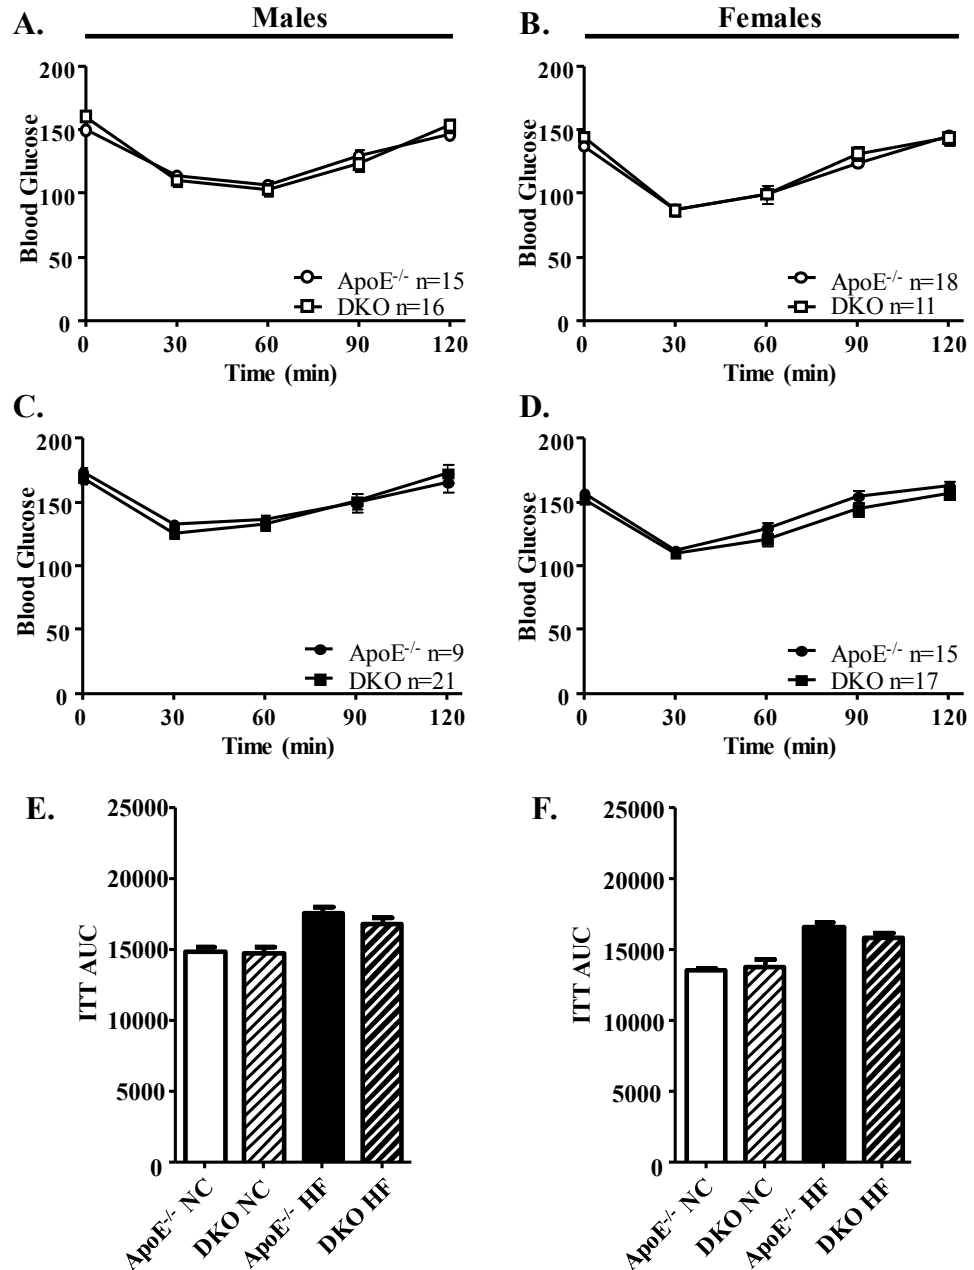 A.
Males
B.
Females
200
150
100
50
0
Blood Glucose
ApoE-/- n=15
DKO n=16
0 30 60 90 120
Time (min)
200
150
100
50
0
Blood Glucose
ApoE-/- n=18
DKO n=11
0 30 60 90 120
Time (min)
C.
200
150
100
50
0
Blood Glucose
ApoE-/- n=9
DKO n=21
0 30 60 90 120
Time (min)
D.
200
150
100
50
0
Blood Glucose
ApoE-/- n=15
DKO n=17
0 30 60 90 120
Time (min)
E.
25000
20000
15000
10000
5000
0
ITT AUC
ApoE-/- NC
DKO NC
ApoE-/- HF
DKO HF
F.
25000
20000
15000
10000
5000
0
ITT AUC
ApoE-/- NC
DKO NC
ApoE-/- HF
DKO HF